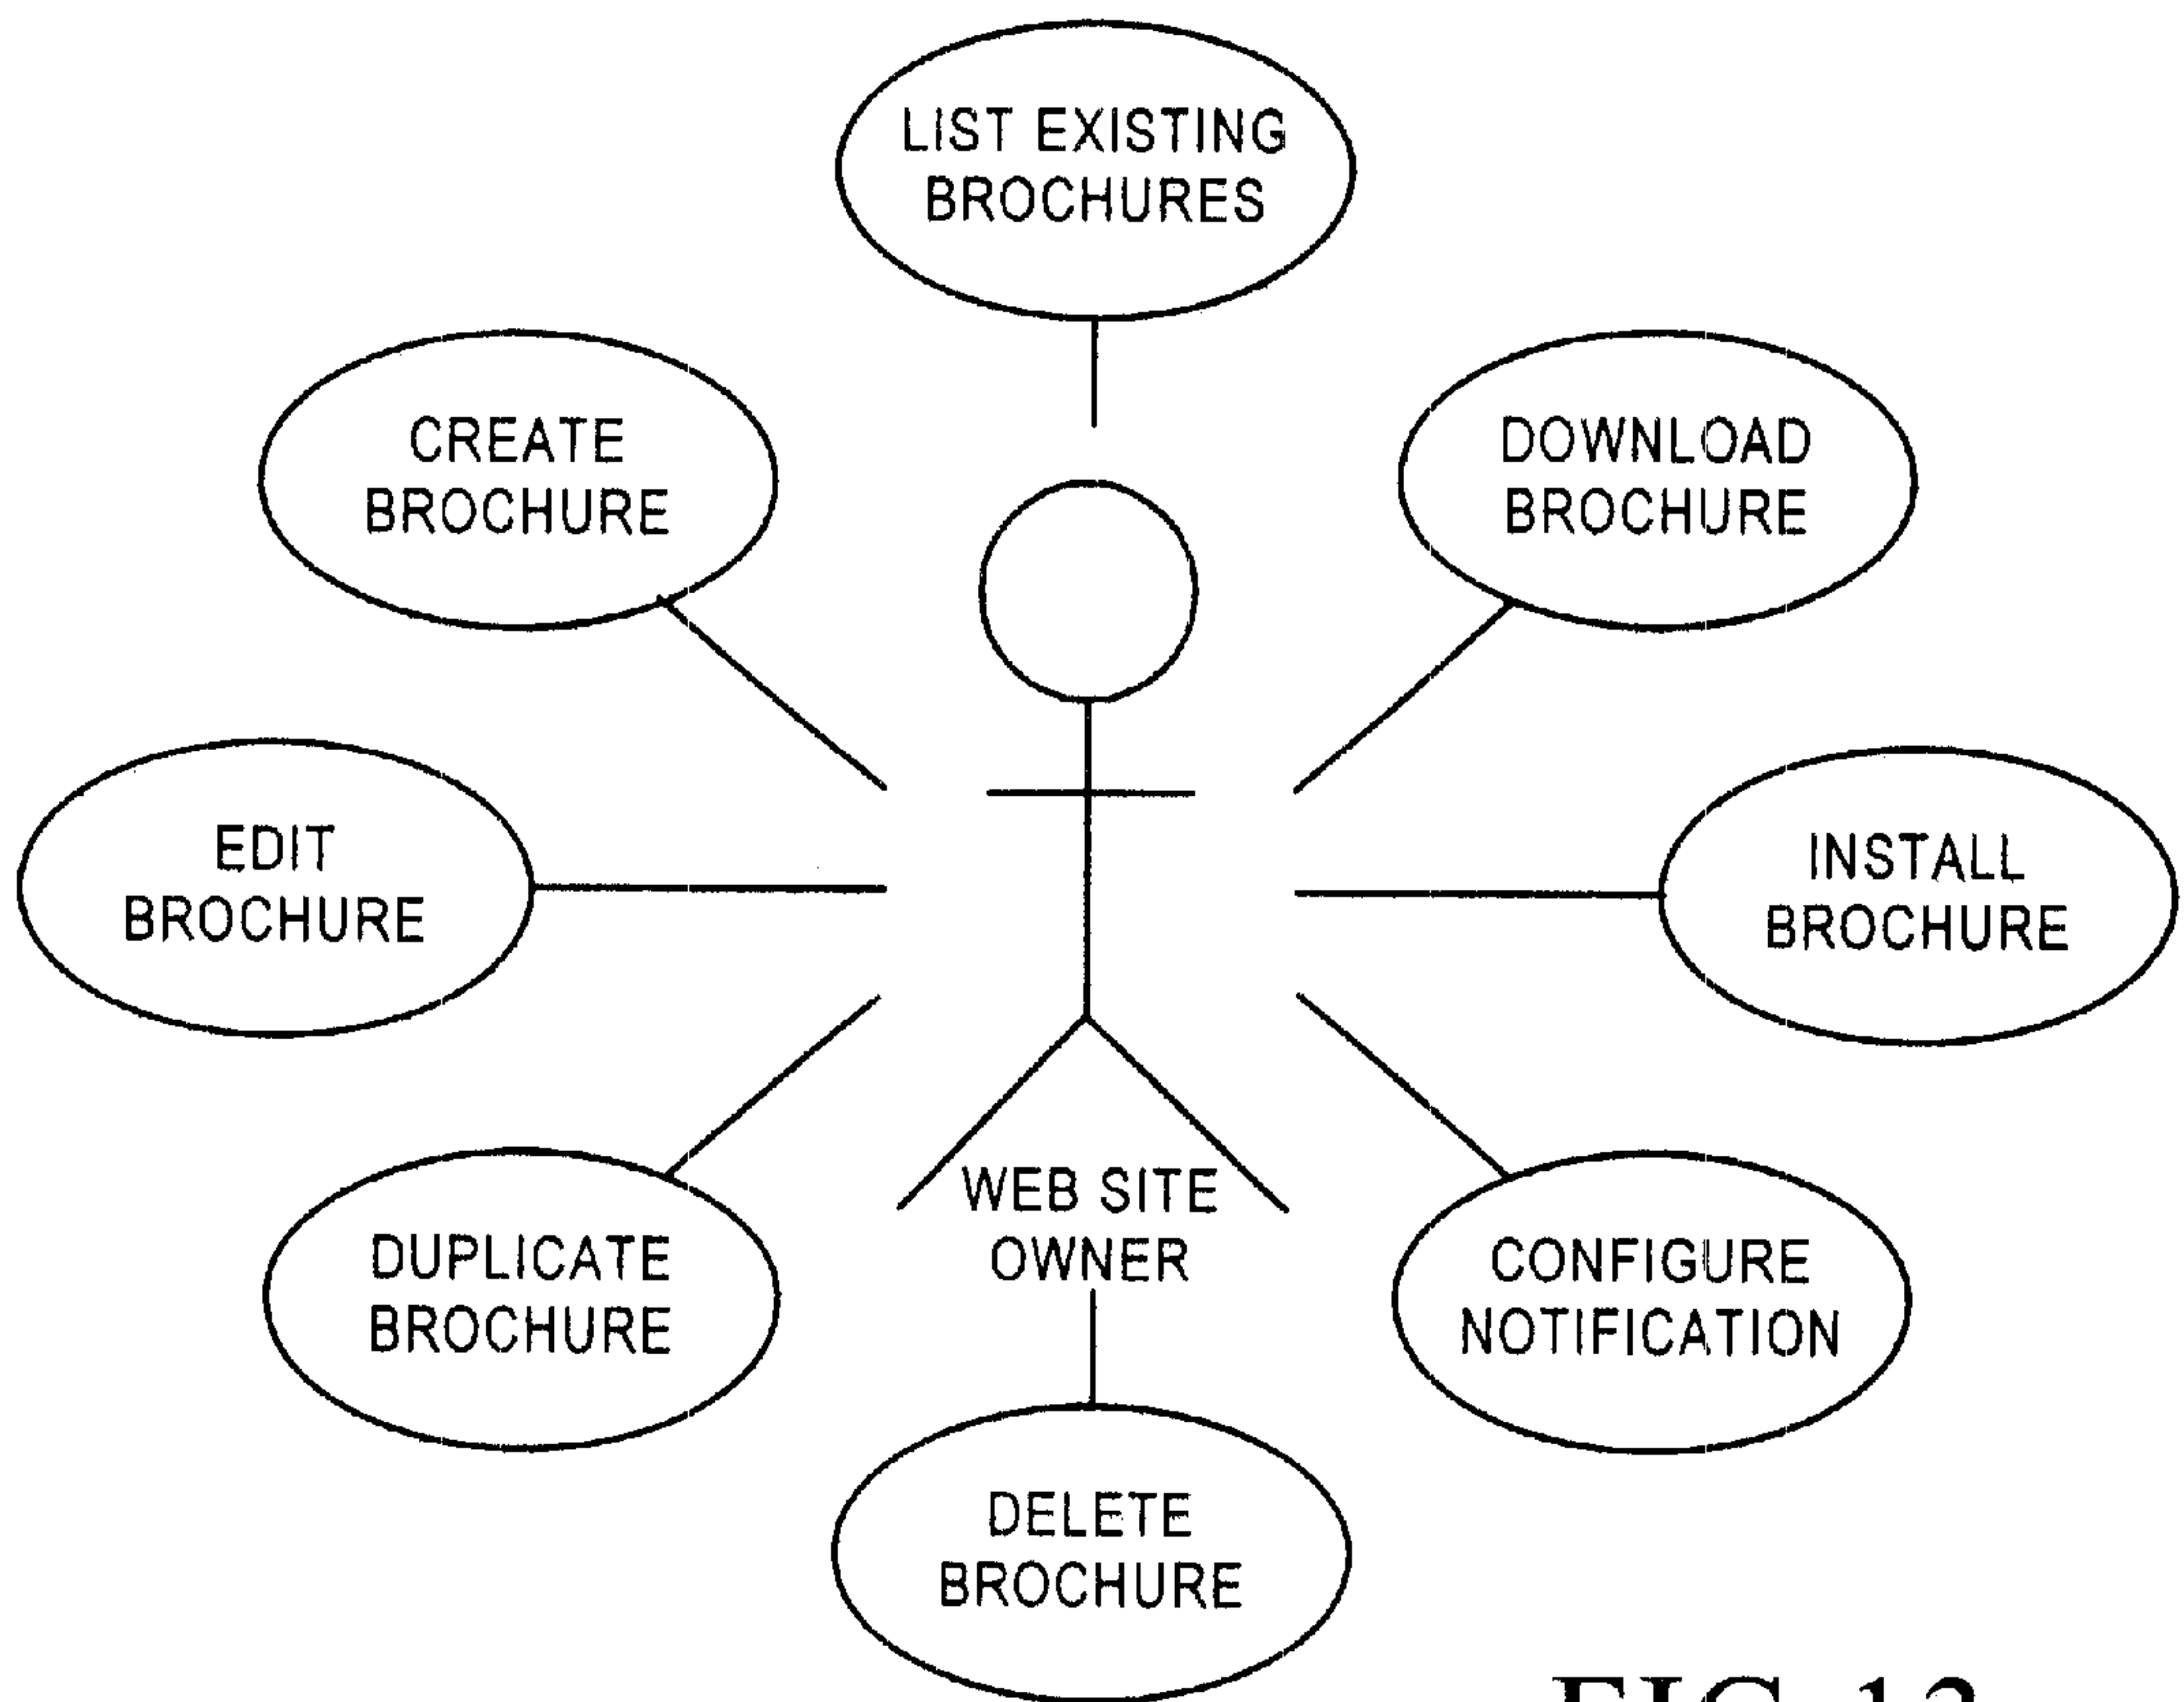 LIST EXISTING
BROCHURES
CREATE
BROCHURE
DOWNLOAD
BROCHURE
EDIT
BROCHURE
INSTALL
BROCHURE
WEB SITE
OWNER
DUPLICATE
BROCHURE
CONFIGURE
NOTIFICATION
DELETE
BROCHURE